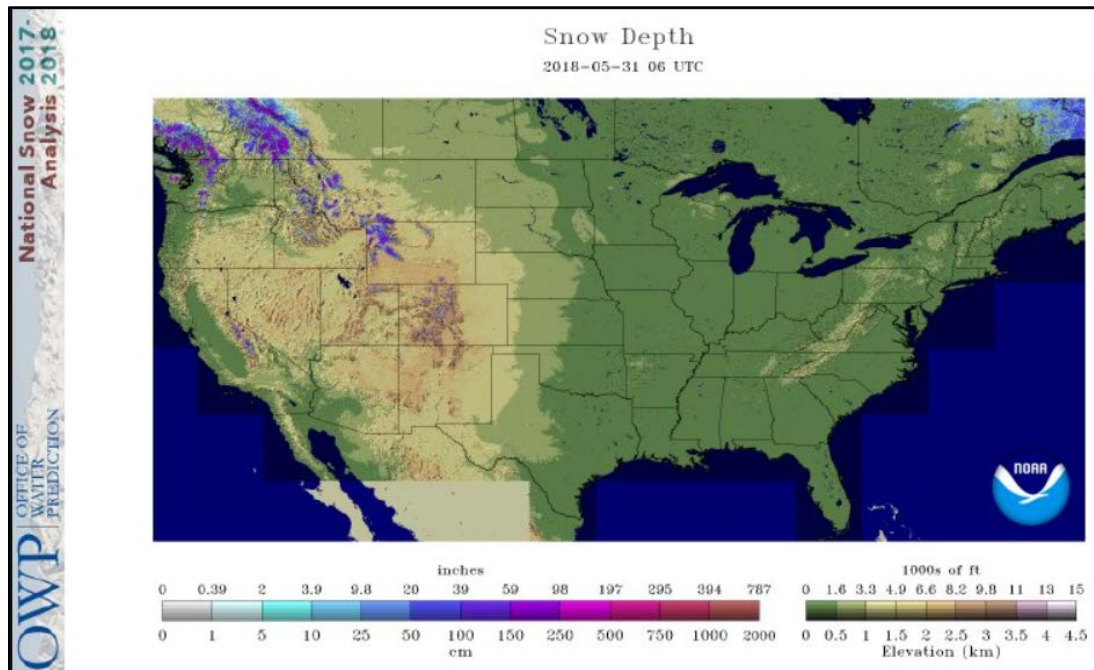 National Snow 2017-
Analysis 2018
OWP
OFFICE OF
WATER
PREDICTION
Snow Depth
2018-05-31 06 UTC
NOAA
inches
0 0.39 2 3.9 9.8 20 39 59 98 197 295 394 787
0 1 5 10 25 50 100 150 250 500 750 1000 2000
cm
1000s of ft
0 1.6 3.3 4.9 6.6 8.2 9.8 11 13 15
0 0.5 1 1.5 2 2.5 3 3.5 4 4.5
Elevation (km)